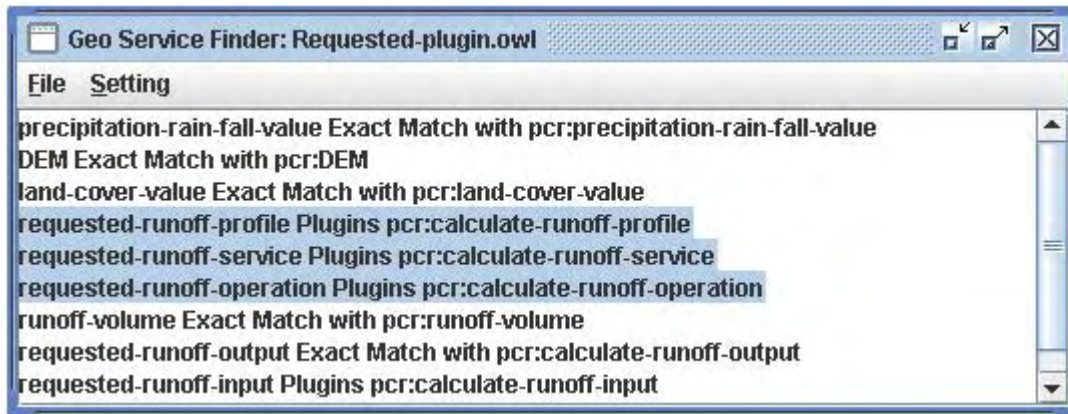 Geo Service Finder: Requested-plugin.owl
File Setting
precipitation-rain-fall-value Exact Match with pcr:precipitation-rain-fall-value
DEM Exact Match with pcr:DEM
land-cover-value Exact Match with pcr:land-cover-value
requested-runoff-profile Plugins pcr:calculate-runoff-profile
requested-runoff-service Plugins pcr:calculate-runoff-service
requested-runoff-operation Plugins pcr:calculate-runoff-operation
runoff-volume Exact Match with pcr:runoff-volume
requested-runoff-output Exact Match with pcr:calculate-runoff-output
requested-runoff-input Plugins pcr:calculate-runoff-input